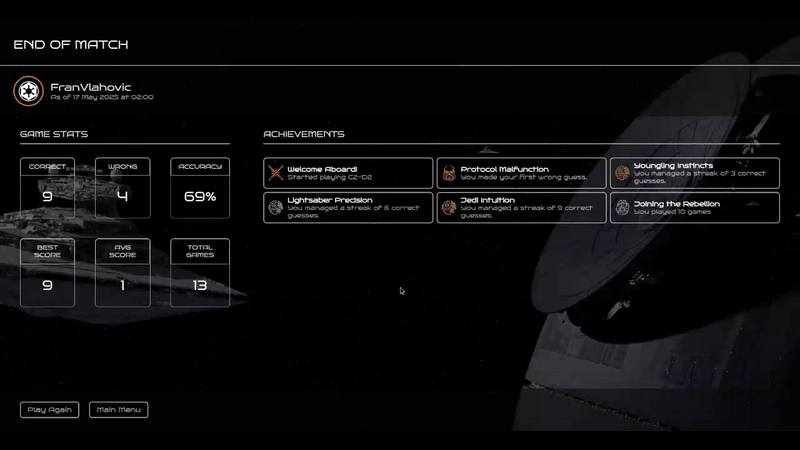 END OF MATCH
FranVlahovic
As of 17 May 2025 at 02:00
GAME STATS
CORRECT
9
WRONG
4
ACCURACY
69%
BEST SCORE
9
AVG SCORE
1
TOTAL GAMES
13
ACHIEVEMENTS
Welcome Aboard!
Started playing C2-D2
Protocol Malfunction
You made your first wrong guess.
Youngling Instincts
You managed a streak of 3 correct
guesses.
Lightsaber Precision
You managed a streak of 6 correct
guesses.
Jedi Intuition
You managed a streak of 9 correct
guesses.
Joining the Rebellion
You played 10 games
Play Again
Main Menu